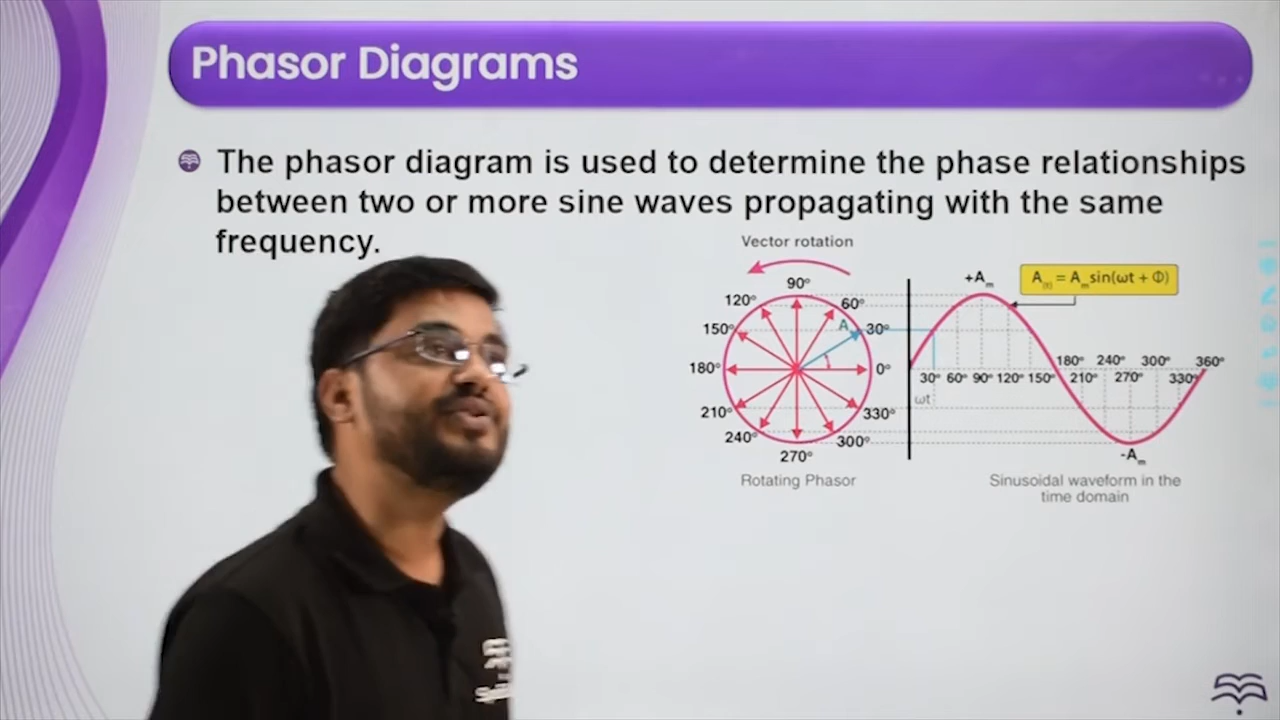 Phasor Diagrams
The phasor diagram is used to determine the phase relationships
between two or more sine waves propagating with the same
frequency.
Vector rotation
90°
120°
60°
150°
A
30°
180°
0°
210°
330°
240°
300°
270°
Rotating Phasor
+Am
A(t) = Am sin(ωt + Φ)
180° 240° 300° 360°
30° 60° 90° 120° 150° 210° 270° 330°
ωt
-Am
Sinusoidal waveform in the
time domain